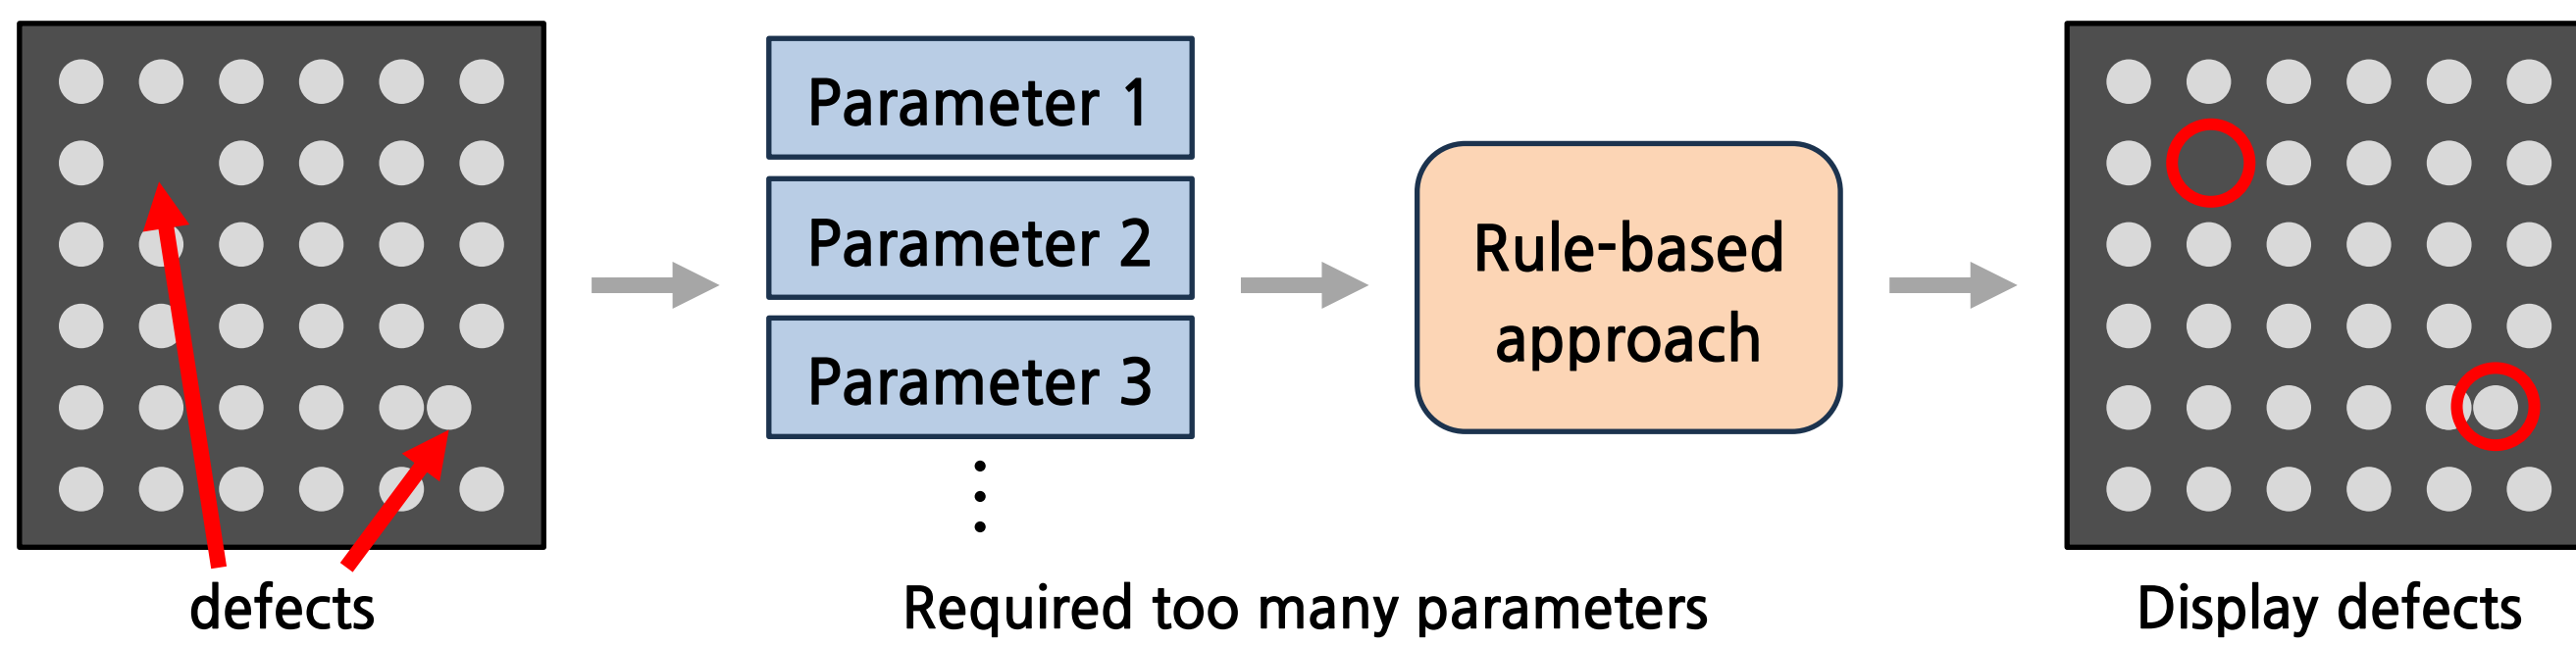 Parameter 1
Parameter 2
Parameter 3
Rule-based
approach
defects
Required too many parameters
Display defects